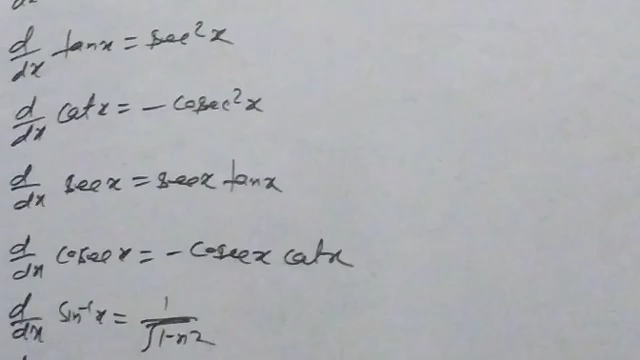 d/dx tanx = sec²x
d/dx cotx = – cosec²x
d/dx secx = secx tanx
d/dx cosecx = – cosecx cotx
d/dx sin⁻¹x = 1/√1-x²